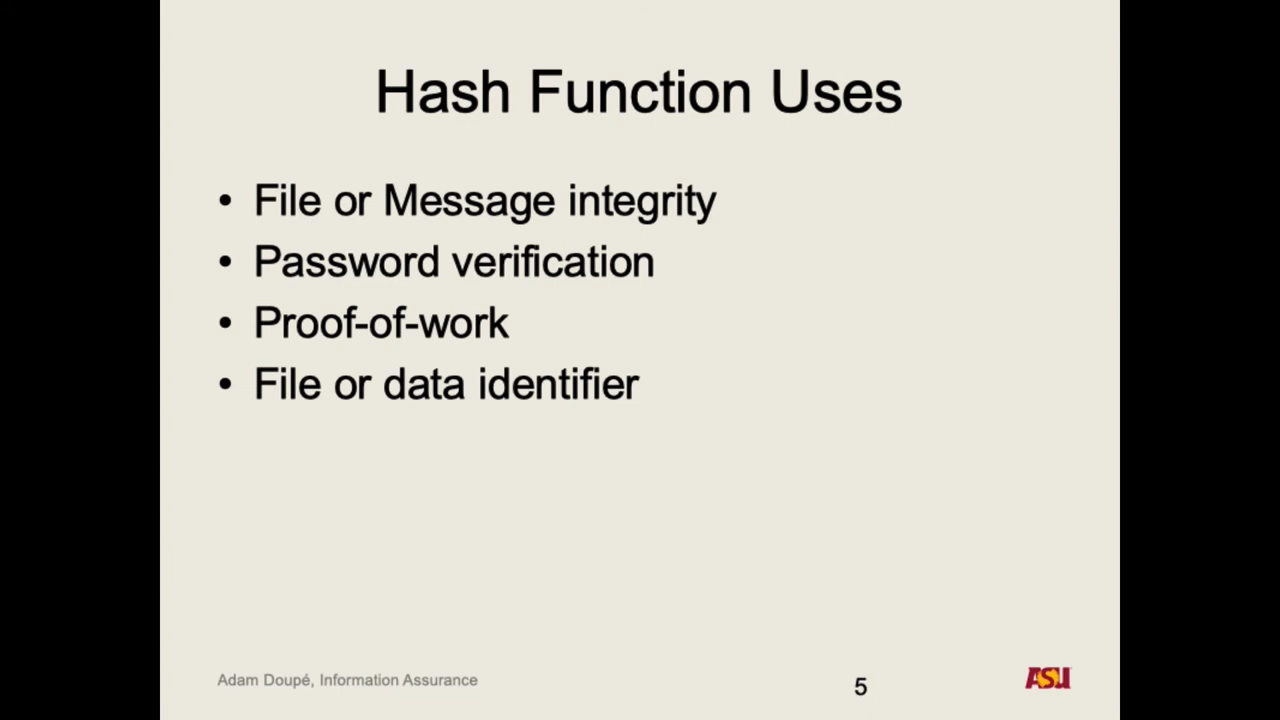 Hash Function Uses
• File or Message integrity
• Password verification
• Proof-of-work
• File or data identifier
Adam Doupé, Information Assurance
5
ASU